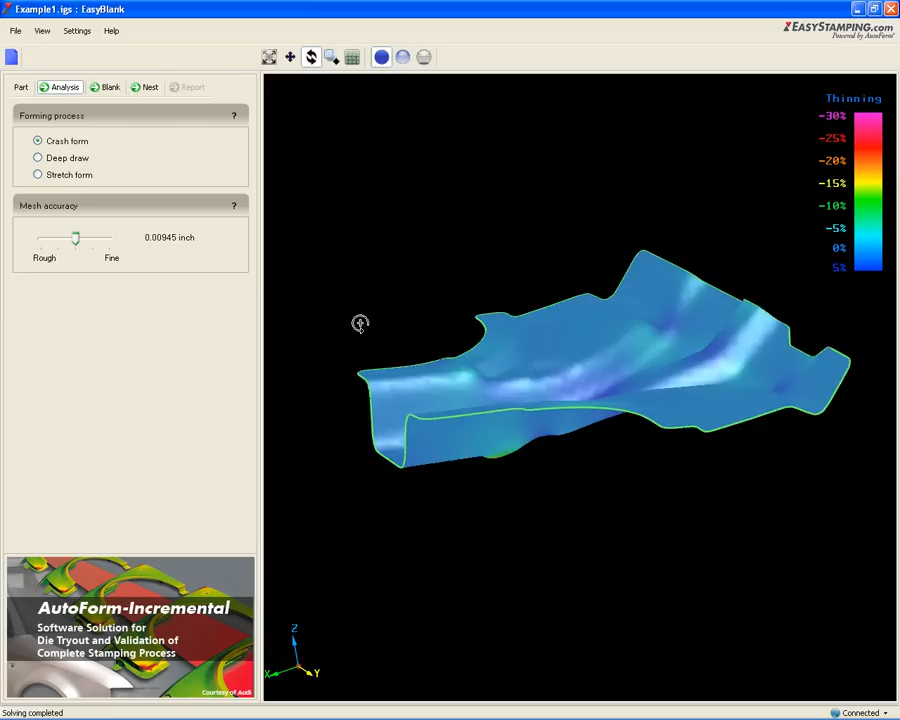 Example1.igs : EasyBlank
File View Settings Help
EASYSTAMPING.com
Powered by AutoForm
Part Analysis Blank Nest Report
Forming process ?
Crash form
Deep draw
Stretch form
Mesh accuracy ?
0.00945 inch
Rough Fine
Thinning
-30%
-25%
-20%
-15%
-10%
-5%
0%
5%
Z
X Y
AutoForm-Incremental
Software Solution for
Die Tryout and Validation of
Complete Stamping Process
Courtesy of Audi
Solving completed
Connected